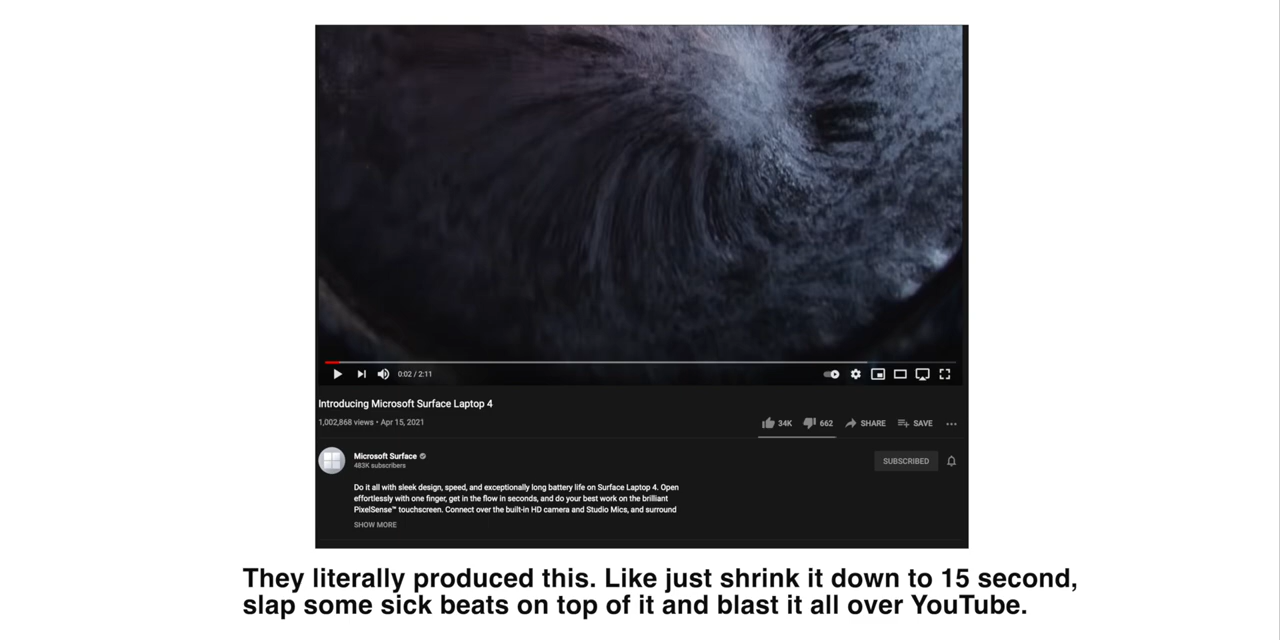 0:02 / 2:11
Introducing Microsoft Surface Laptop 4
1,002,868 views • Apr 15, 2021
34K
662
SHARE
SAVE
Microsoft Surface
483K subscribers
SUBSCRIBED
Do it all with sleek design, speed, and exceptionally long battery life on Surface Laptop 4. Open
effortlessly with one finger, get in the flow in seconds, and do your best work on the brilliant
PixelSense™ touchscreen. Connect over the built-in HD camera and Studio Mics, and surround
SHOW MORE
They literally produced this. Like just shrink it down to 15 second,
slap some sick beats on top of it and blast it all over YouTube.